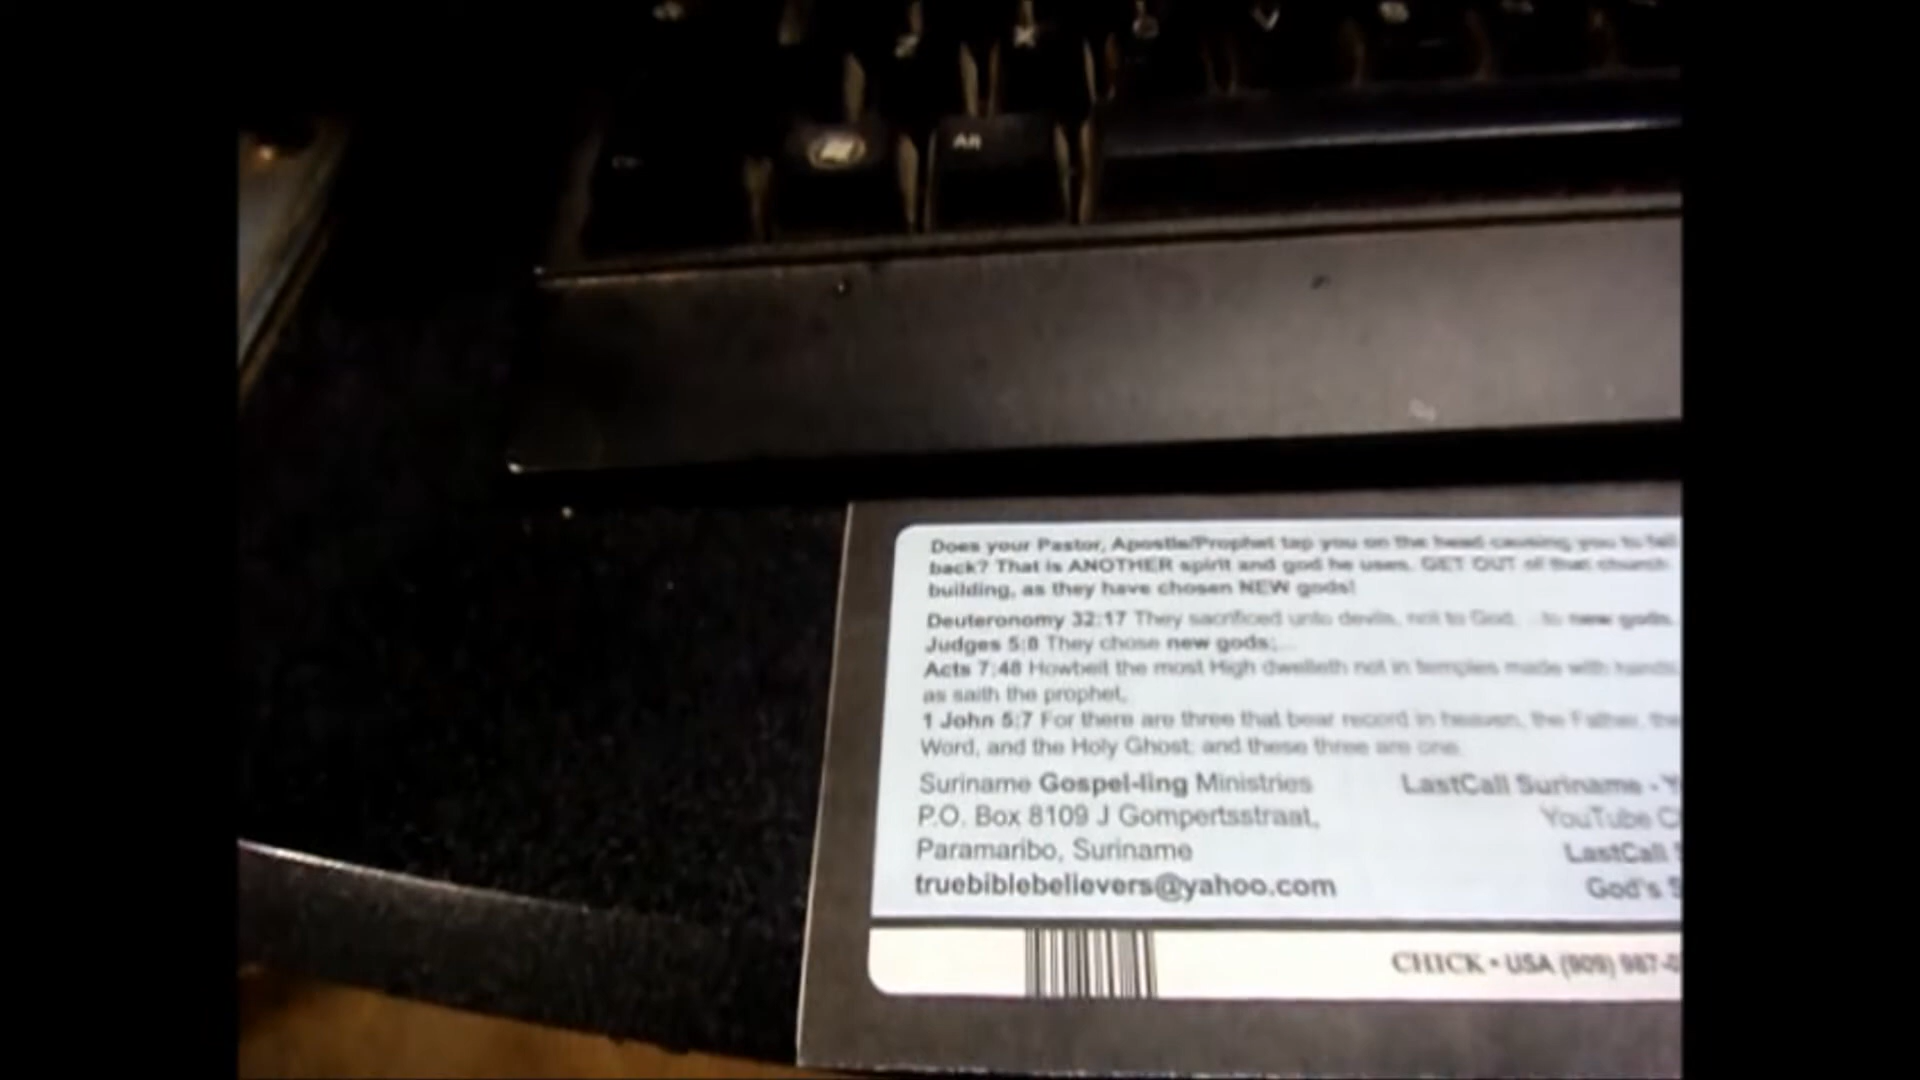 Z X C V
Alt
Does your Pastor, Apostle/Prophet tap you on the head causing you to fall
back? That is ANOTHER spirit and god he uses. GET OUT of that church
building, as they have chosen NEW gods!
Deuteronomy 32:17 They sacrificed unto devils, not to God; ...to new gods.
Judges 5:8 They chose new gods;...
Acts 7:48 Howbeit the most High dwelleth not in temples made with hands;
as saith the prophet,
1 John 5:7 For there are three that bear record in heaven, the Father, the
Word, and the Holy Ghost: and these three are one.
Suriname Gospel-ling Ministries LastCall Suriname -
P.O. Box 8109 J Gompertsstraat, YouTube
Paramaribo, Suriname LastCall
truebiblebelievers@yahoo.com God's
CHICK • USA (909) 987-